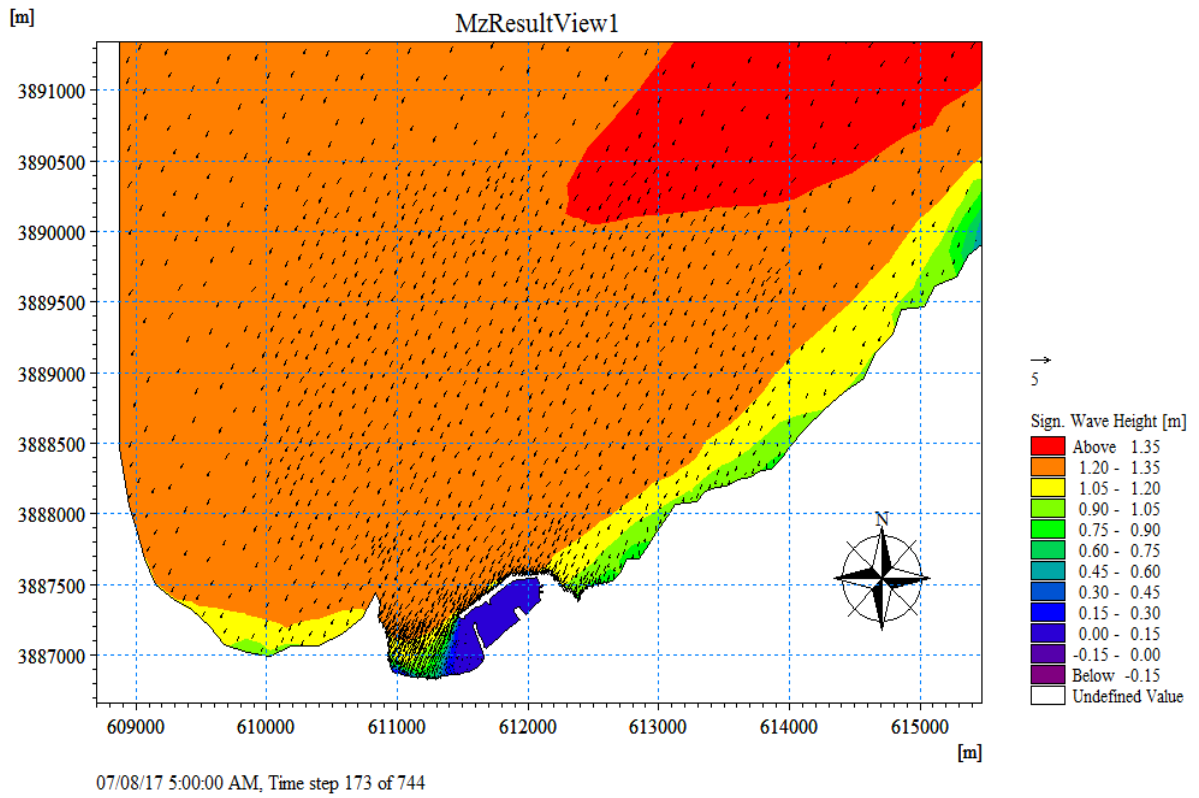 [m]
MzResultView1
3891000
3890500
3890000
3889500
3889000
3888500
3888000
3887500
3887000
609000 610000 611000 612000 613000 614000 615000
[m]
07/08/17 5:00:00 AM, Time step 173 of 744
N
5
Sign. Wave Height [m]
Above 1.35
1.20 - 1.35
1.05 - 1.20
0.90 - 1.05
0.75 - 0.90
0.60 - 0.75
0.45 - 0.60
0.30 - 0.45
0.15 - 0.30
0.00 - 0.15
-0.15 - 0.00
Below -0.15
Undefined Value